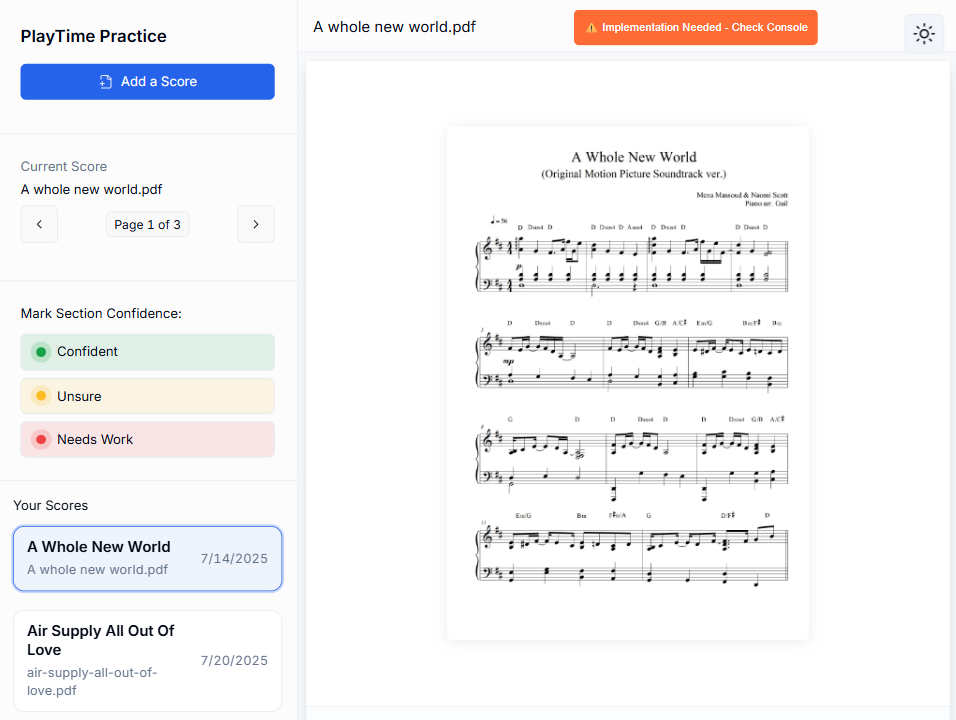 PlayTime Practice
Add a Score
Current Score
A whole new world.pdf
Page 1 of 3
Mark Section Confidence:
Confident
Unsure
Needs Work
Your Scores
A Whole New World
A whole new world.pdf
7/14/2025
Air Supply All Out Of
Love
air-supply-all-out-of-
love.pdf
7/20/2025
A whole new world.pdf
⚠ Implementation Needed - Check Console
A Whole New World
(Original Motion Picture Soundtrack ver.)
Mena Massoud & Naomi Scott
Piano arr. Gail
♩ = 56
D Dsus4 D D Dsus4 D Asus4 D Dsus4 D D Dsus4 D
p
D Dsus4 D D Dsus4 G/B A/C# Em/G Bm/F# Bm
mp
G D Dsus4 D D Dsus4 G/B A/C#
Em/G Bm F#m/A G D/F# D